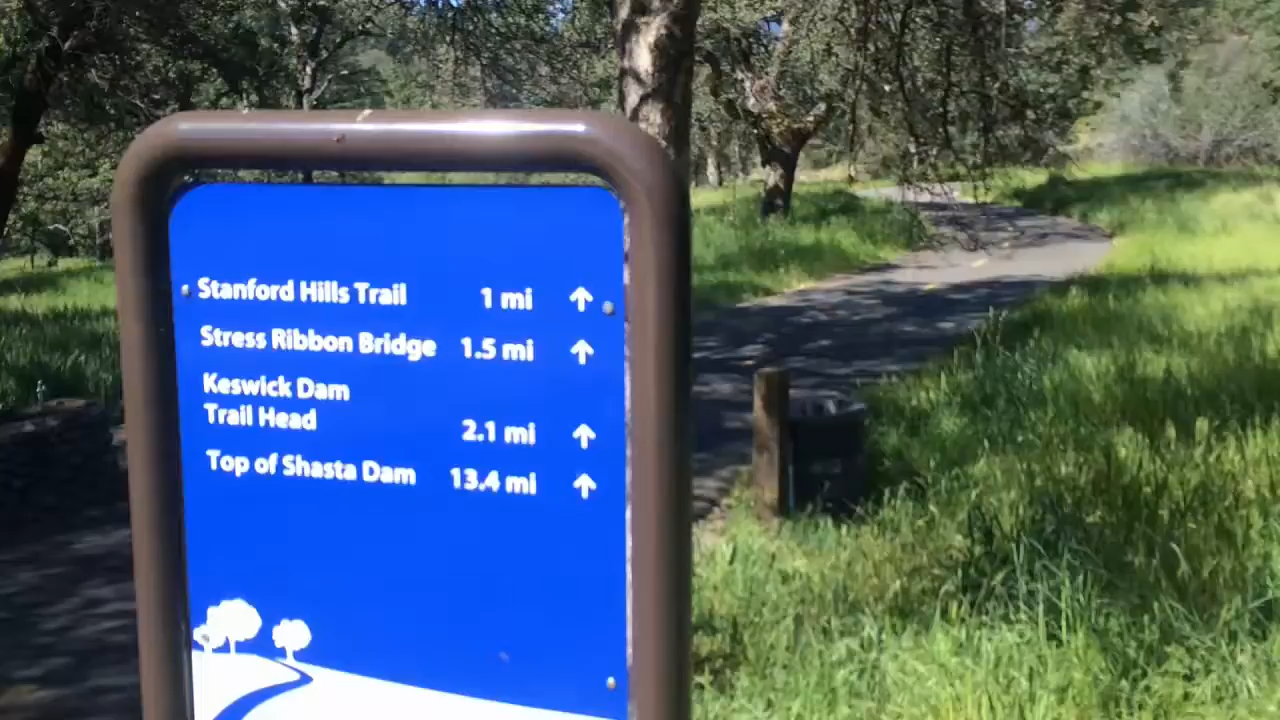 Stanford Hills Trail 1 mi ↑
Stress Ribbon Bridge 1.5 mi ↑
Keswick Dam
Trail Head 2.1 mi ↑
Top of Shasta Dam 13.4 mi ↑